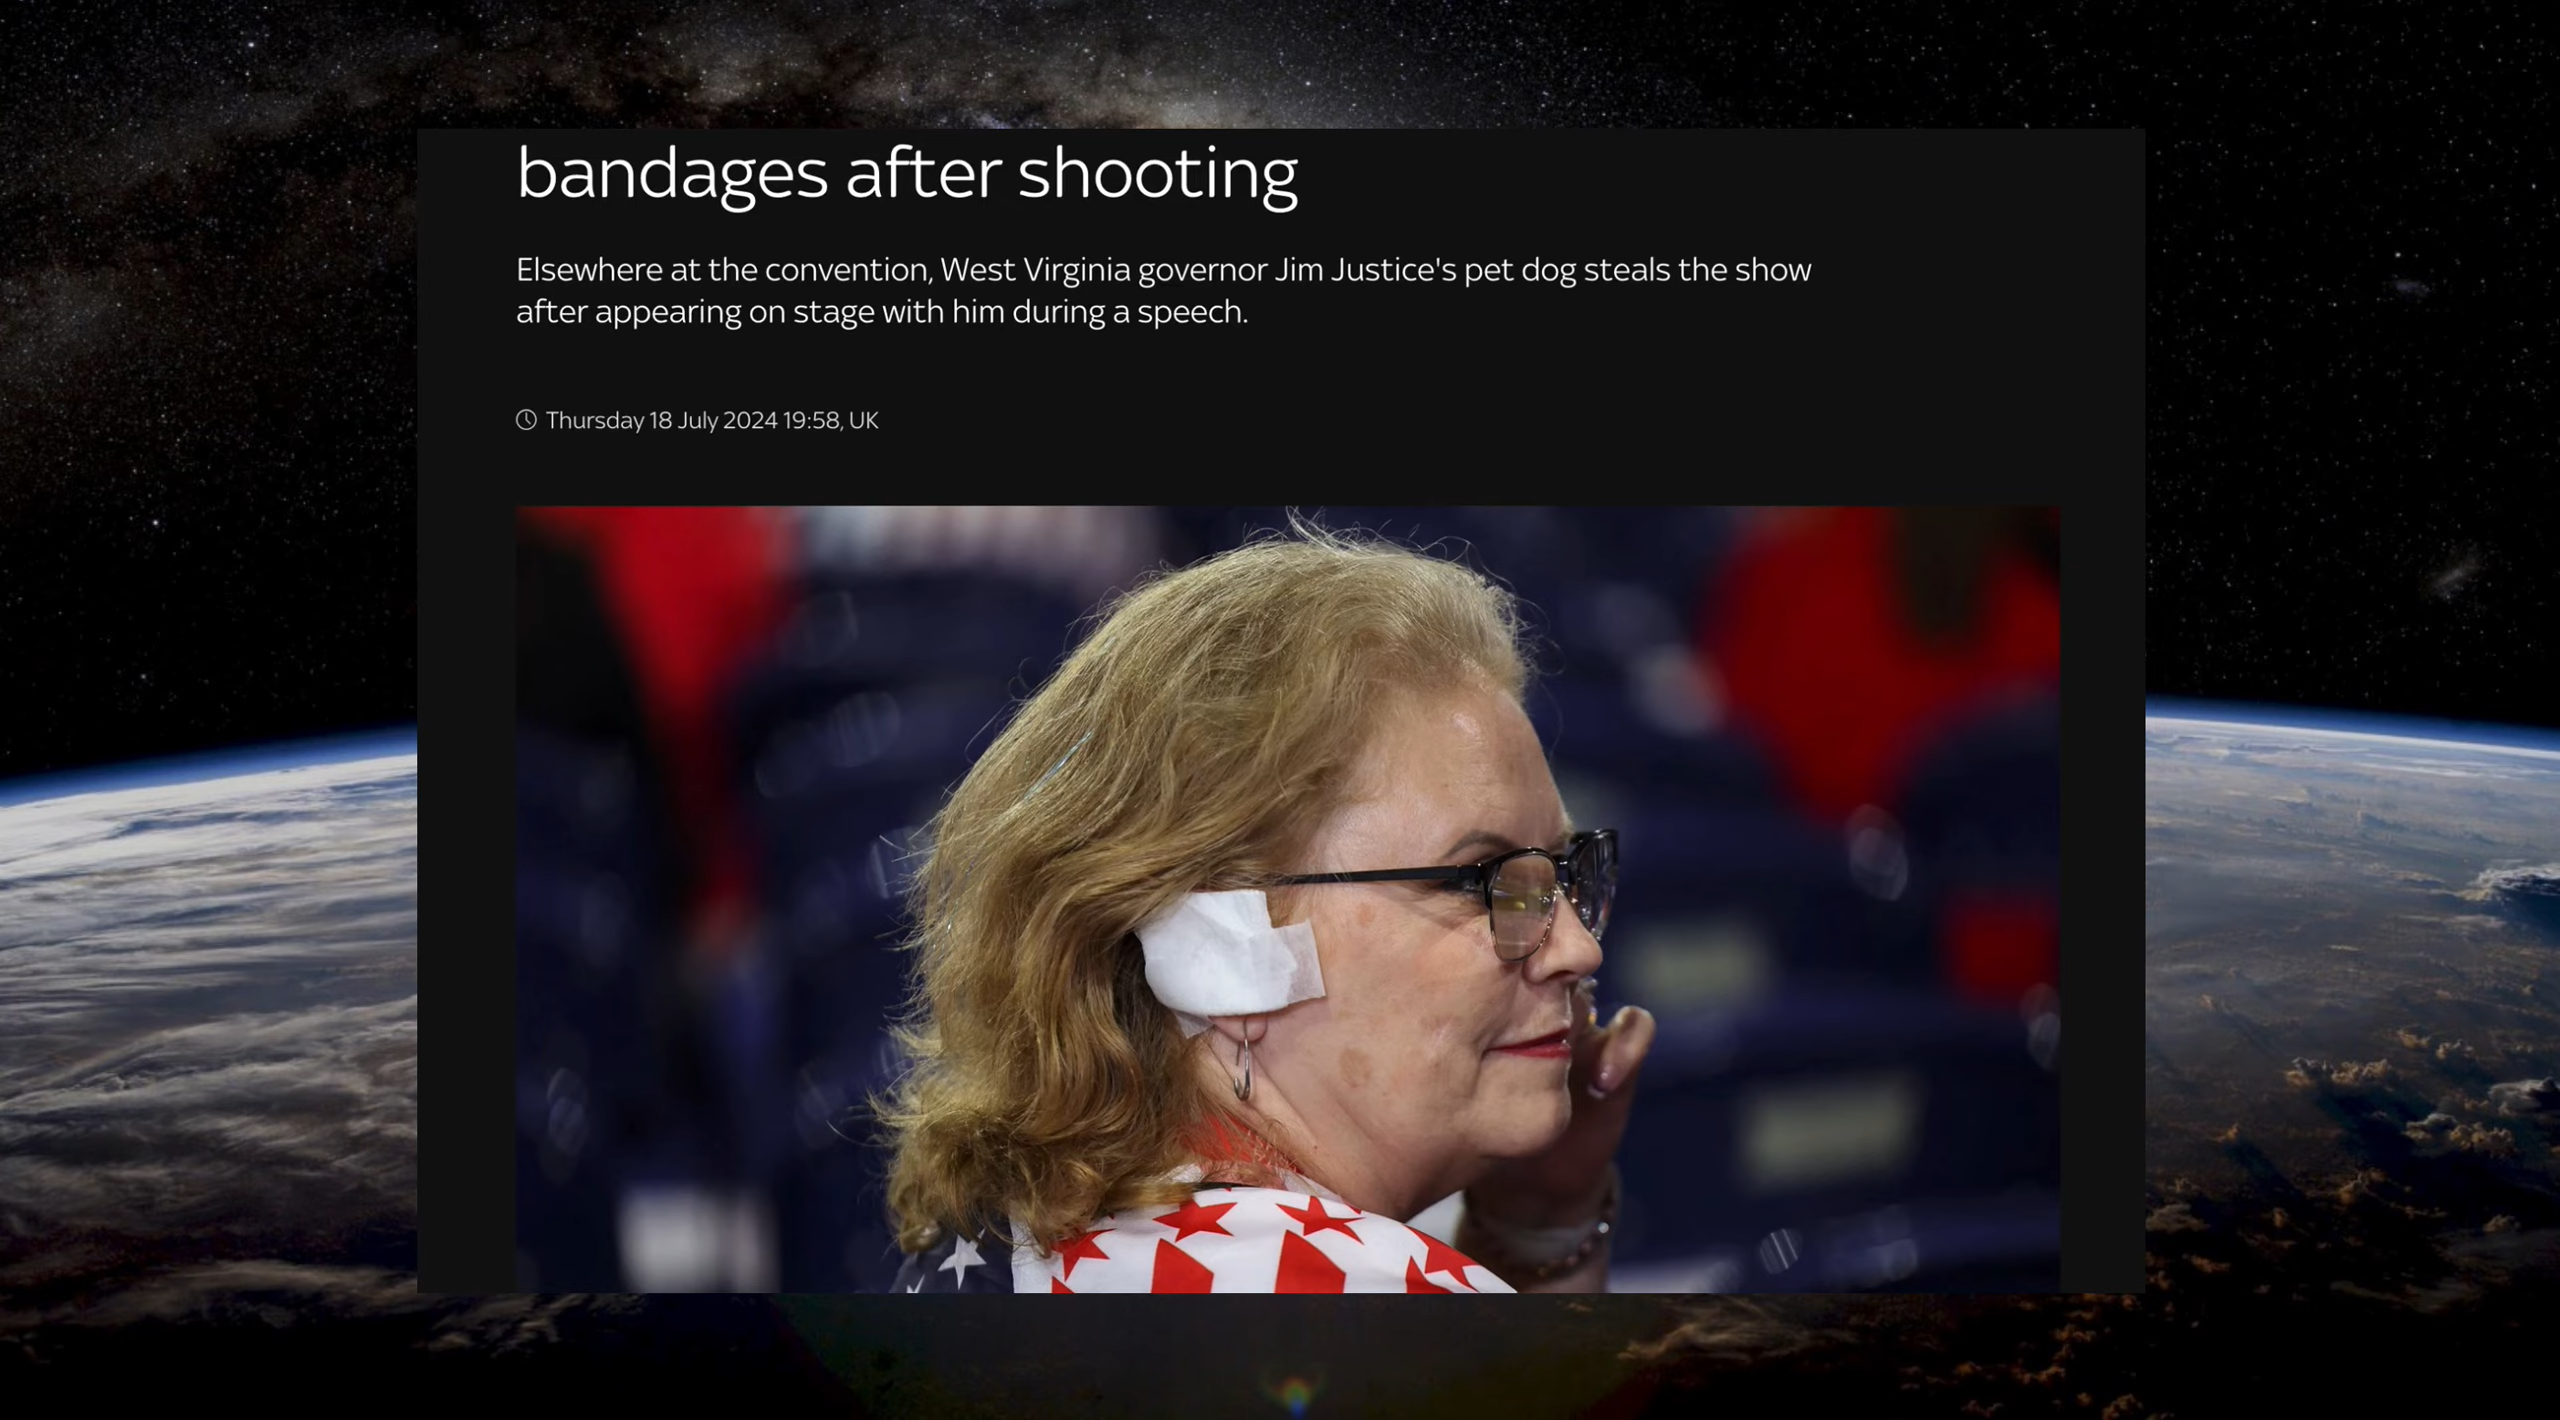 bandages after shooting
Elsewhere at the convention, West Virginia governor Jim Justice's pet dog steals the show
after appearing on stage with him during a speech.
Thursday 18 July 2024 19:58, UK